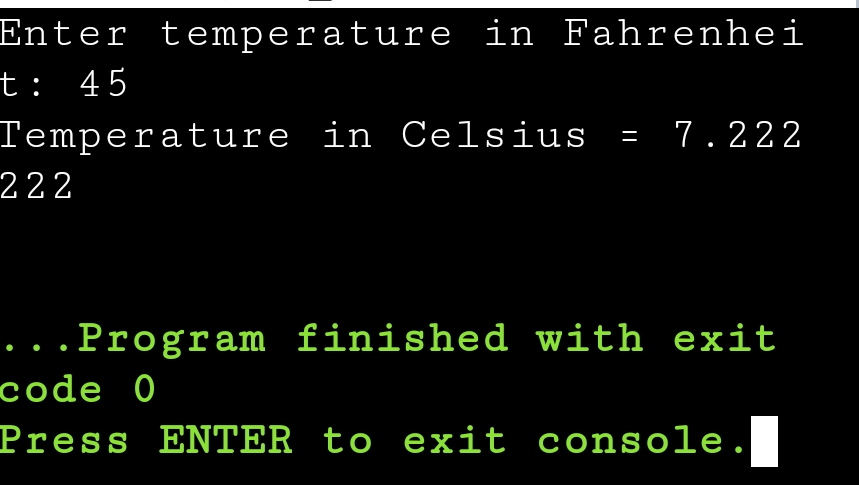 Enter temperature in Fahrenhei
t: 45
Temperature in Celsius = 7.222
222
...Program finished with exit
code 0
Press ENTER to exit console.